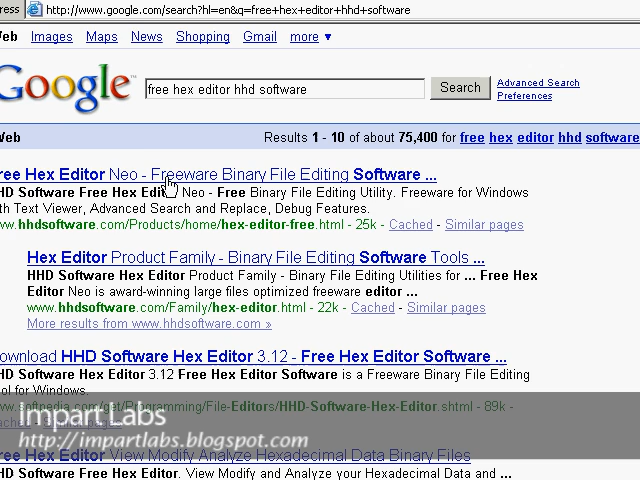 ress http://www.google.com/search?hl=en&q=free+hex+editor+hhd+software
Web Images Maps News Shopping Gmail more ▼
Google™ free hex editor hhd software Search Advanced Search
Preferences
Web Results 1 - 10 of about 75,400 for free hex editor hhd software
ree Hex Editor Neo - Freeware Binary File Editing Software ...
HD Software Free Hex Edit Neo - Free Binary File Editing Utility. Freeware for Windows
th Text Viewer, Advanced Search and Replace, Debug Features.
ww.hhdsoftware.com/Products/home/hex-editor-free.html - 25k - Cached - Similar pages
Hex Editor Product Family - Binary File Editing Software Tools ...
HHD Software Hex Editor Product Family - Binary File Editing Utilities for ... Free Hex
Editor Neo is award-winning large files optimized freeware editor ...
www.hhdsoftware.com/Family/hex-editor.html - 22k - Cached - Similar pages
More results from www.hhdsoftware.com »
ownload HHD Software Hex Editor 3.12 - Free Hex Editor Software ...
HD Software Hex Editor 3.12 Free Hex Editor Software is a Freeware Binary File Editing
ol for Windows.
ww.softpedia.com/get/Programming/File-Editors/HHD-Software-Hex-Editor.shtml - 89k -
Impart Labs
http://impartlabs.blogspot.com
ree Hex Editor View Modify Analyze Hexadecimal Data Binary Files
HD Software Free Hex Editor. View Modify and Analyze your Hexadecimal Data and ...